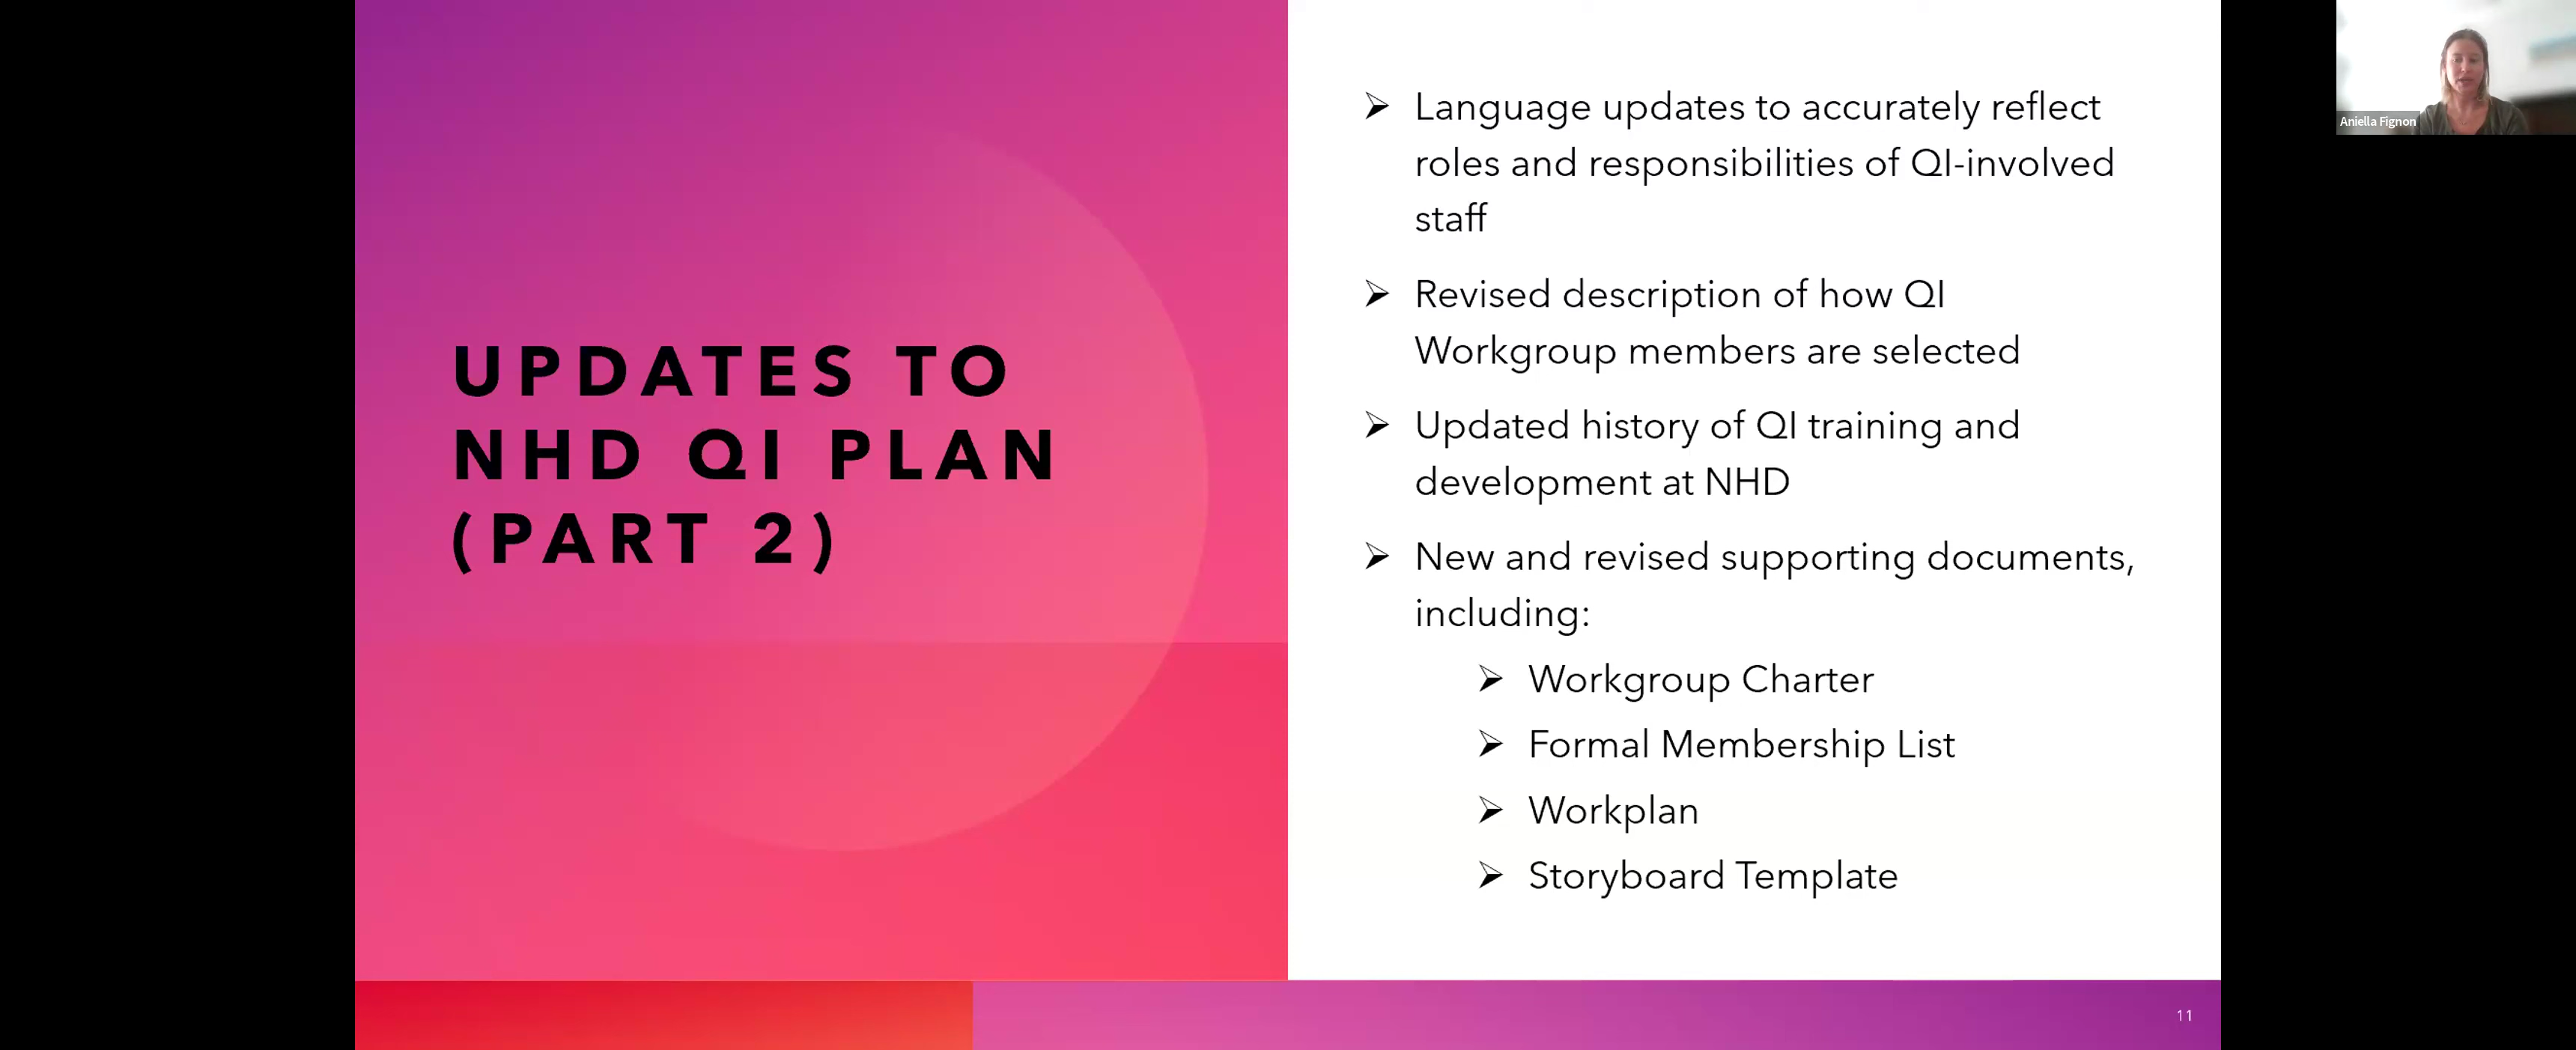 UPDATES TO
NHD QI PLAN
(PART 2)
➢ Language updates to accurately reflect
roles and responsibilities of QI-involved
staff
➢ Revised description of how QI
Workgroup members are selected
➢ Updated history of QI training and
development at NHD
➢ New and revised supporting documents,
including:
➢ Workgroup Charter
➢ Formal Membership List
➢ Workplan
➢ Storyboard Template
11
Aniella Fignon